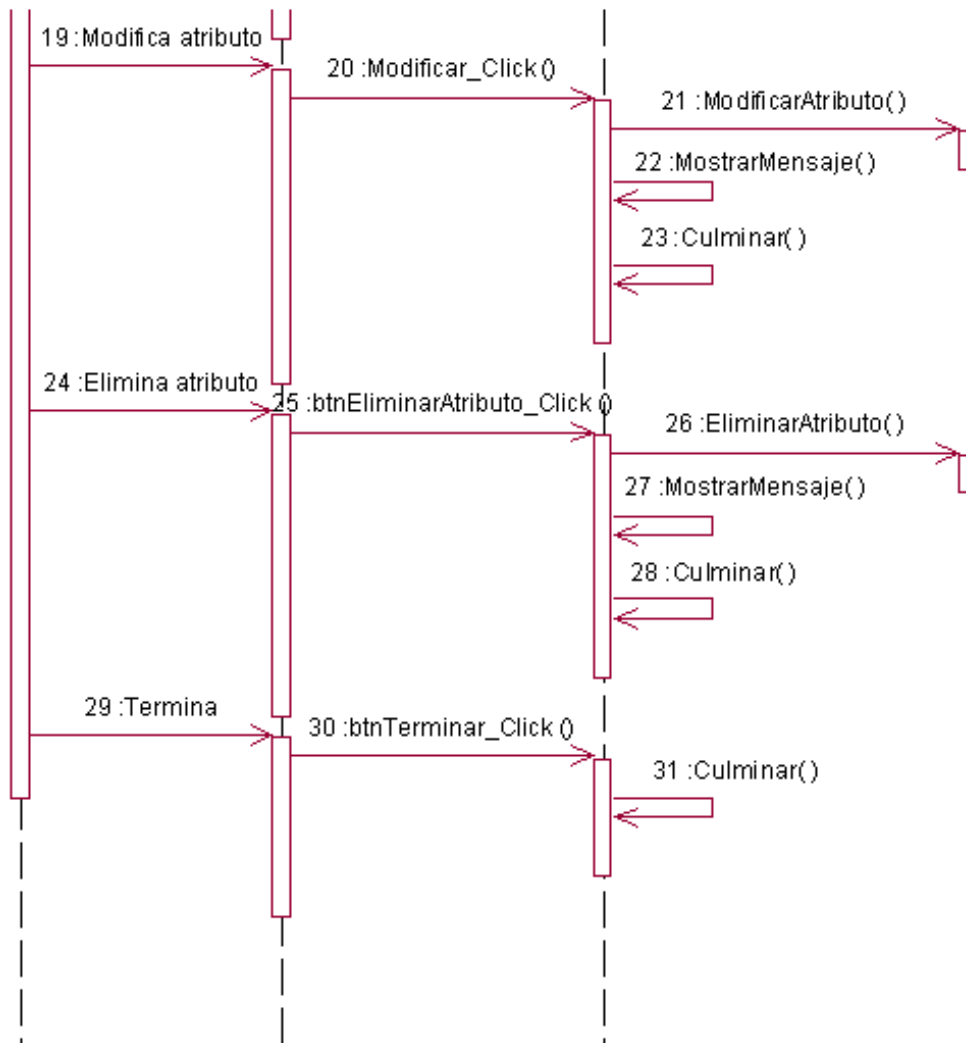 19 :Modifica atributo
20 :Modificar_Click()
21 :ModificarAtributo()
22 :MostrarMensaje()
23 :Culminar()
24 :Elimina atributo
25 :btnEliminarAtributo_Click()
26 :EliminarAtributo()
27 :MostrarMensaje()
28 :Culminar()
29 :Termina
30 :btnTerminar_Click()
31 :Culminar()